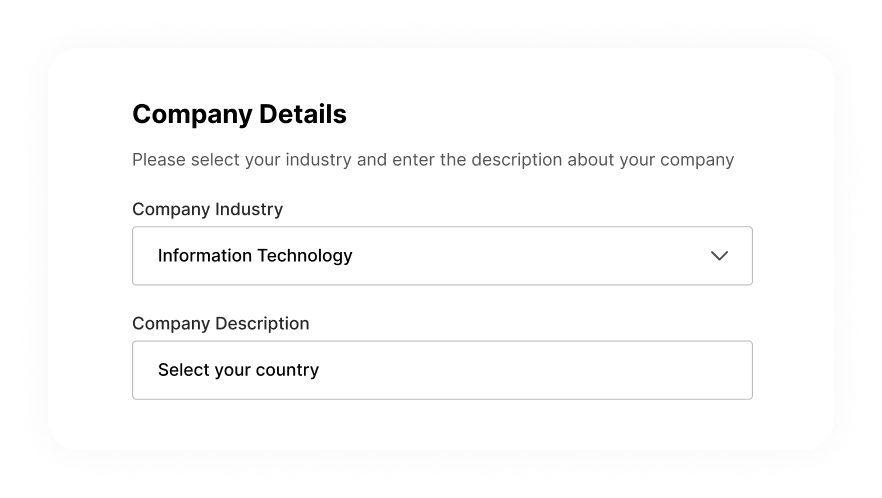 Company Details
Please select your industry and enter the description about your company
Company Industry
Information Technology
Company Description
Select your country